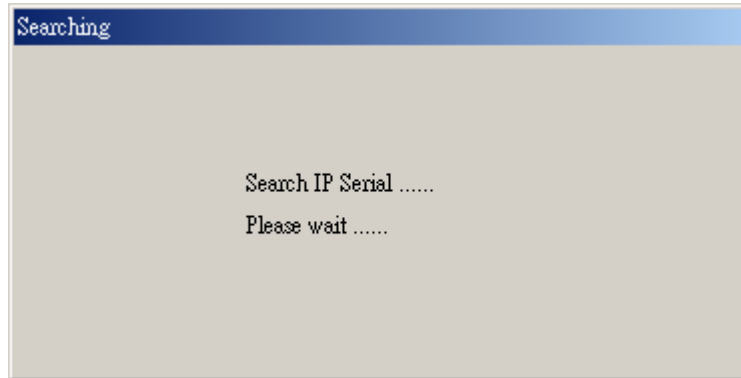 Searching
Search IP Serial ......
Please wait ......